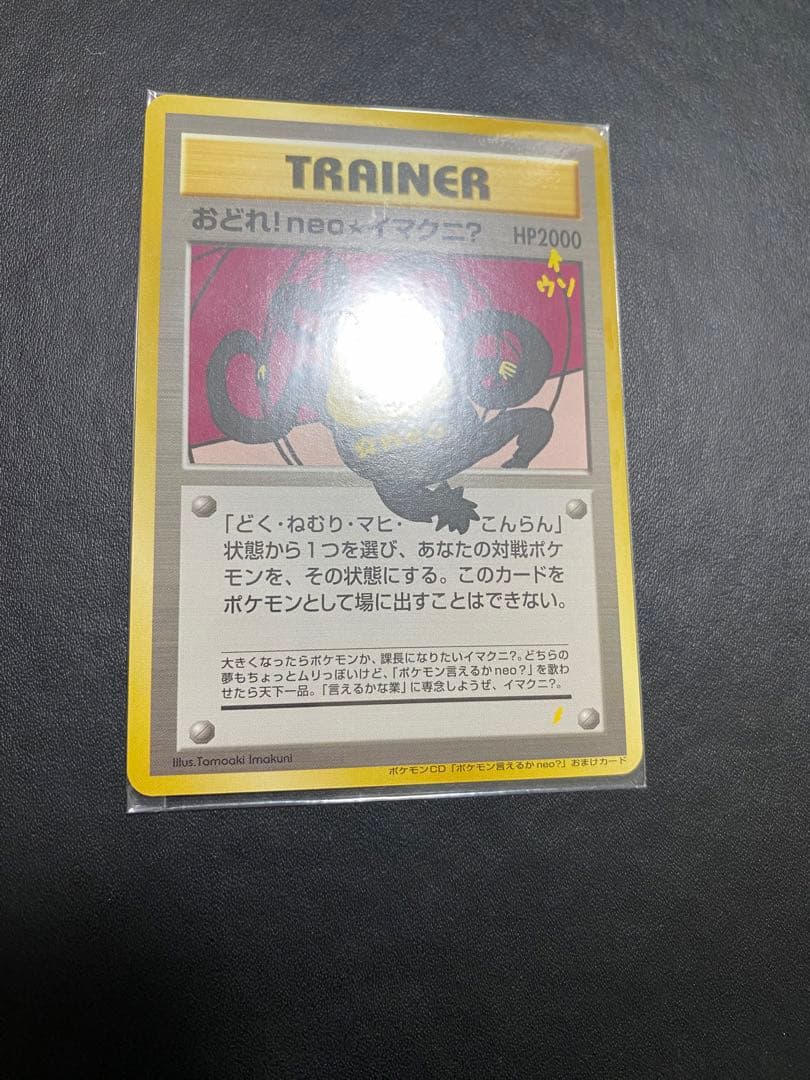 TRAINER
おどれ!neo★イマクニ?
HP2000
ウソ
「どく・ねむり・マヒ・こんらん」
状態から1つを選び、あなたの対戦ポケ
モンを、その状態にする。このカードを
ポケモンとして場に出すことはできない。
大きくなったらポケモンか、課長になりたいイマクニ?。どちらの
夢もちょっとムリっぽいけど、「ポケモン言えるかneo?」を歌わ
せたら天下一品。「言えるかな業」に専念しようぜ、イマクニ?。
Illus.Tomoaki Imakuni
ポケモンCD「ポケモン言えるかneo?」おまけカード